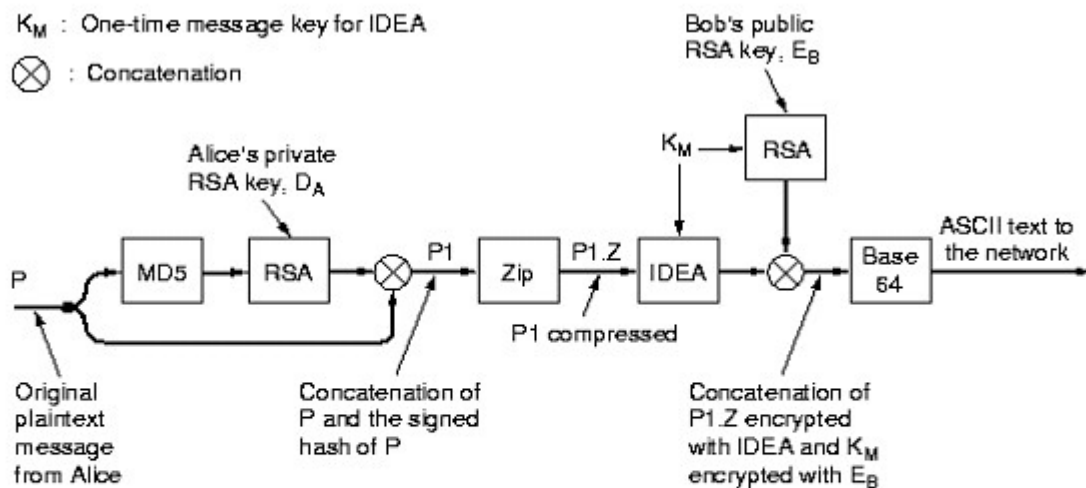 K_M : One-time message key for IDEA
⊗ : Concatenation
Bob's public
RSA key, E_B
Alice's private
RSA key, D_A
K_M
RSA
ASCII text to
the network
P
MD5
RSA
P1
Zip
P1.Z
IDEA
Base
64
P1 compressed
Original
plaintext
message
from Alice
Concatenation of
P and the signed
hash of P
Concatenation of
P1.Z encrypted
with IDEA and K_M
encrypted with E_B